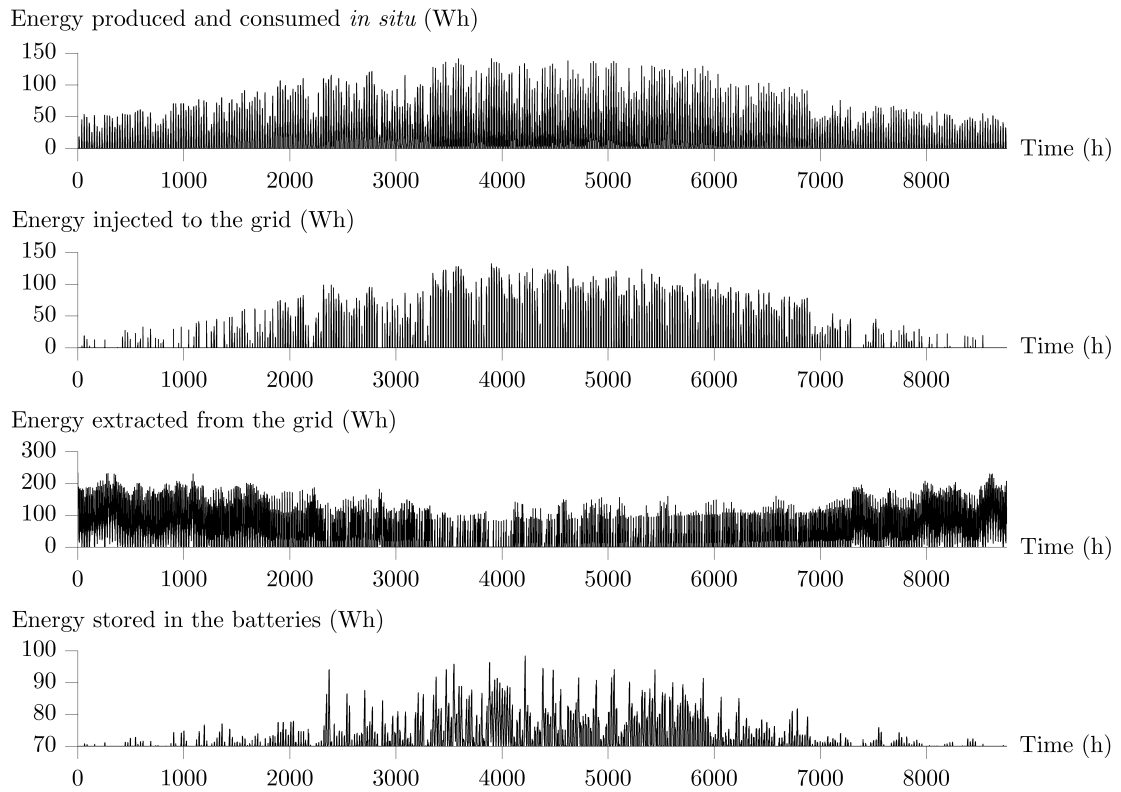 Energy produced and consumed in situ (Wh)
150
100
50
0
Time (h)
0 1000 2000 3000 4000 5000 6000 7000 8000
Energy injected to the grid (Wh)
150
100
50
0
Time (h)
0 1000 2000 3000 4000 5000 6000 7000 8000
Energy extracted from the grid (Wh)
300
200
100
0
Time (h)
0 1000 2000 3000 4000 5000 6000 7000 8000
Energy stored in the batteries (Wh)
100
90
80
70
Time (h)
0 1000 2000 3000 4000 5000 6000 7000 8000